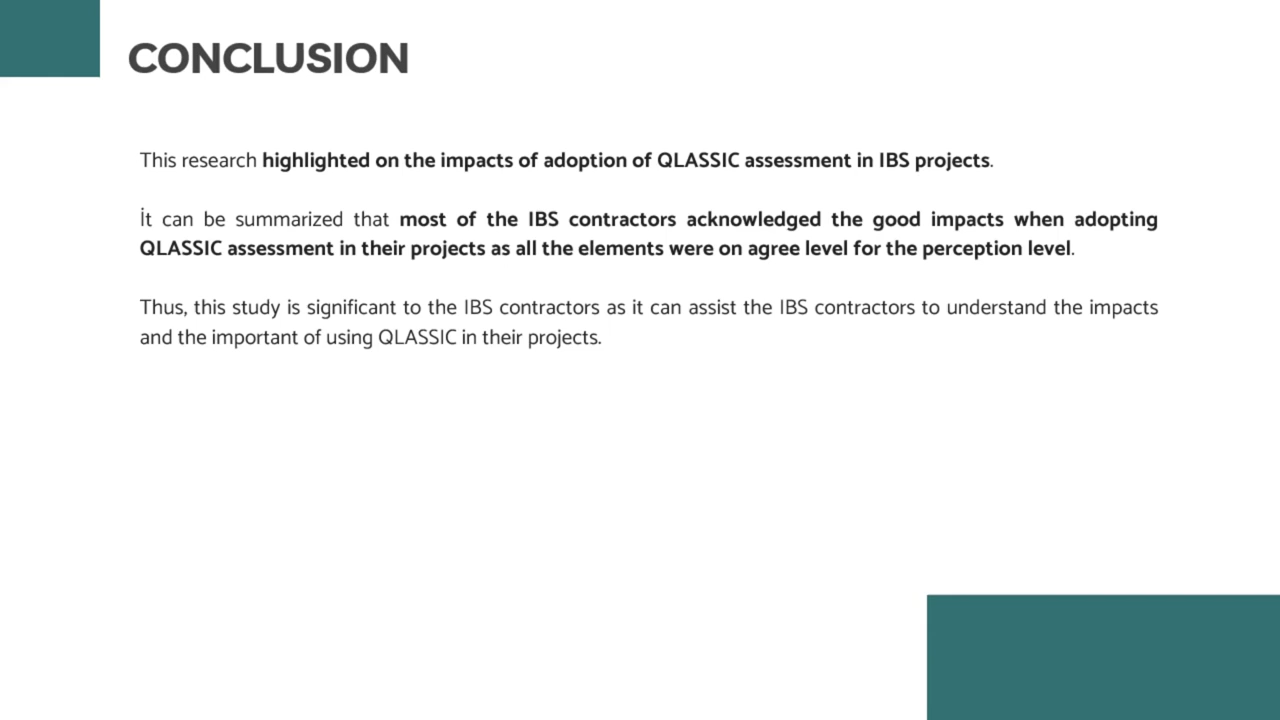 CONCLUSION
This research highlighted on the impacts of adoption of QLASSIC assessment in IBS projects.
İt can be summarized that most of the IBS contractors acknowledged the good impacts when adopting
QLASSIC assessment in their projects as all the elements were on agree level for the perception level.
Thus, this study is significant to the IBS contractors as it can assist the IBS contractors to understand the impacts
and the important of using QLASSIC in their projects.